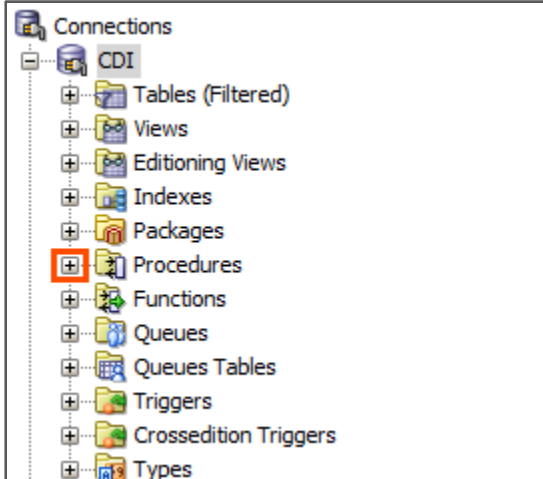 Connections
CDI
Tables (Filtered)
Views
Editioning Views
Indexes
Packages
Procedures
Functions
Queues
Queues Tables
Triggers
Crossedition Triggers
Types